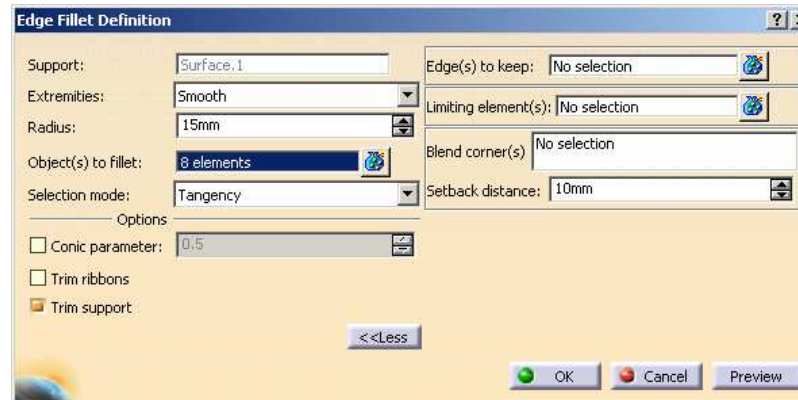 Edge Fillet Definition
?
Support: Surface.1
Extremities: Smooth
Radius: 15mm
Object(s) to fillet: 8 elements
Selection mode: Tangency
Options
Conic parameter: 0.5
Trim ribbons
Trim support
<<Less
Edge(s) to keep: No selection
Limiting element(s): No selection
Blend corner(s) No selection
Setback distance: 10mm
OK Cancel Preview